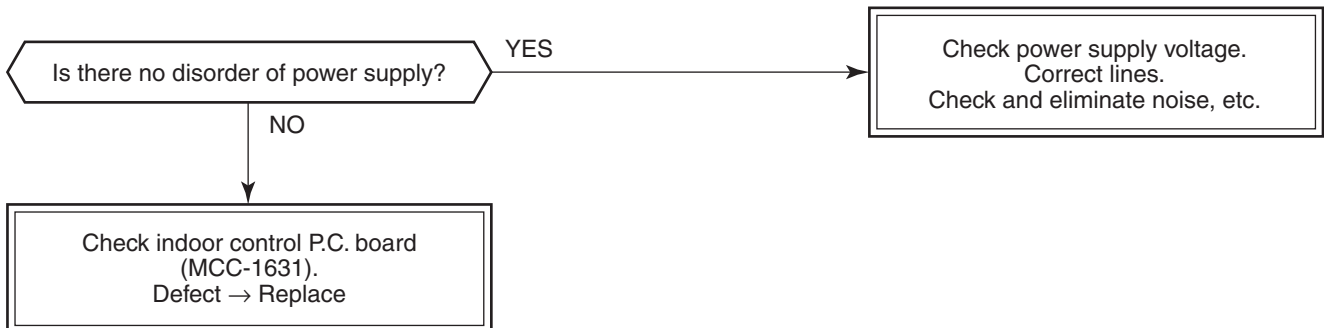 Is there no disorder of power supply?
YES
Check power supply voltage.
Correct lines.
Check and eliminate noise, etc.
NO
Check indoor control P.C. board
(MCC-1631).
Defect → Replace